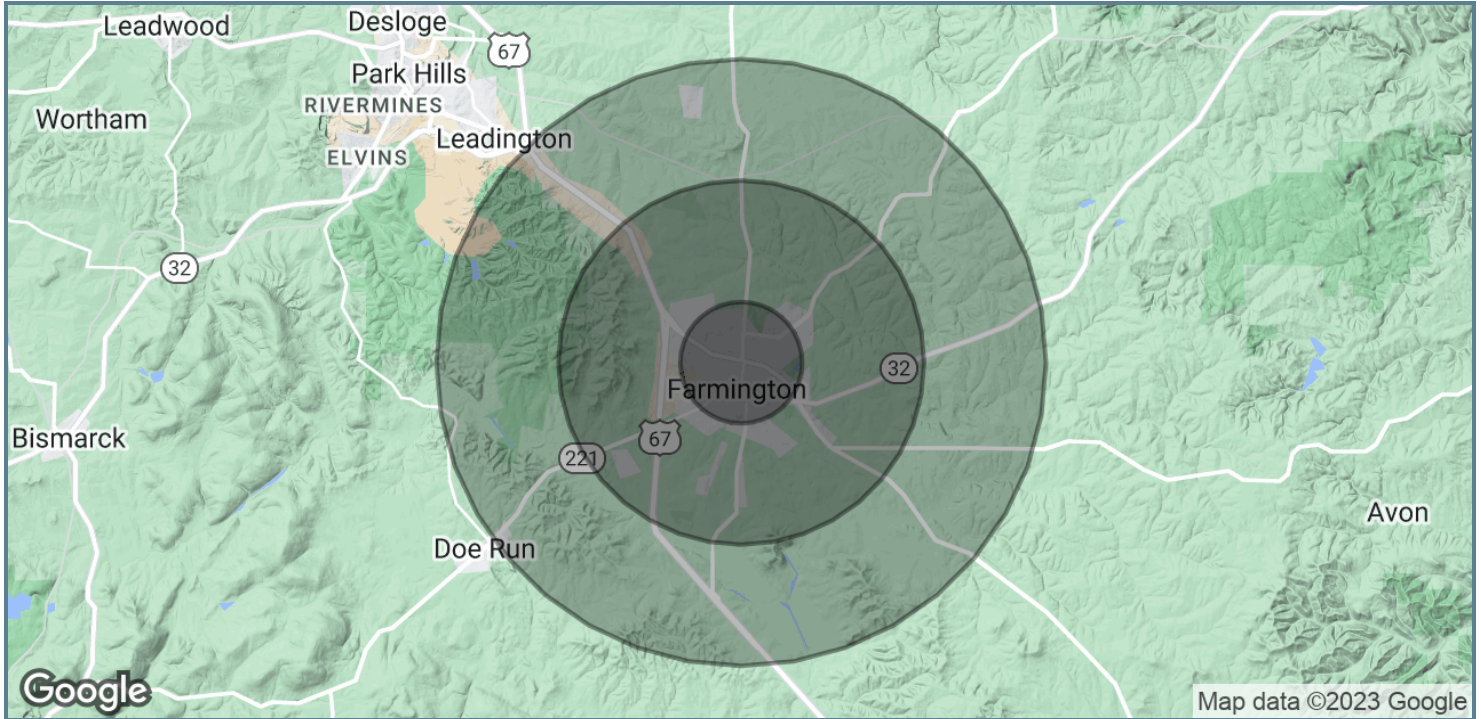 Leadwood
Desloge
67
Park Hills
RIVERMINES
Wortham
Leadington
ELVINS
32
32
Farmington
Bismarck
67
221
Avon
Doe Run
Google
Map data ©2023 Google